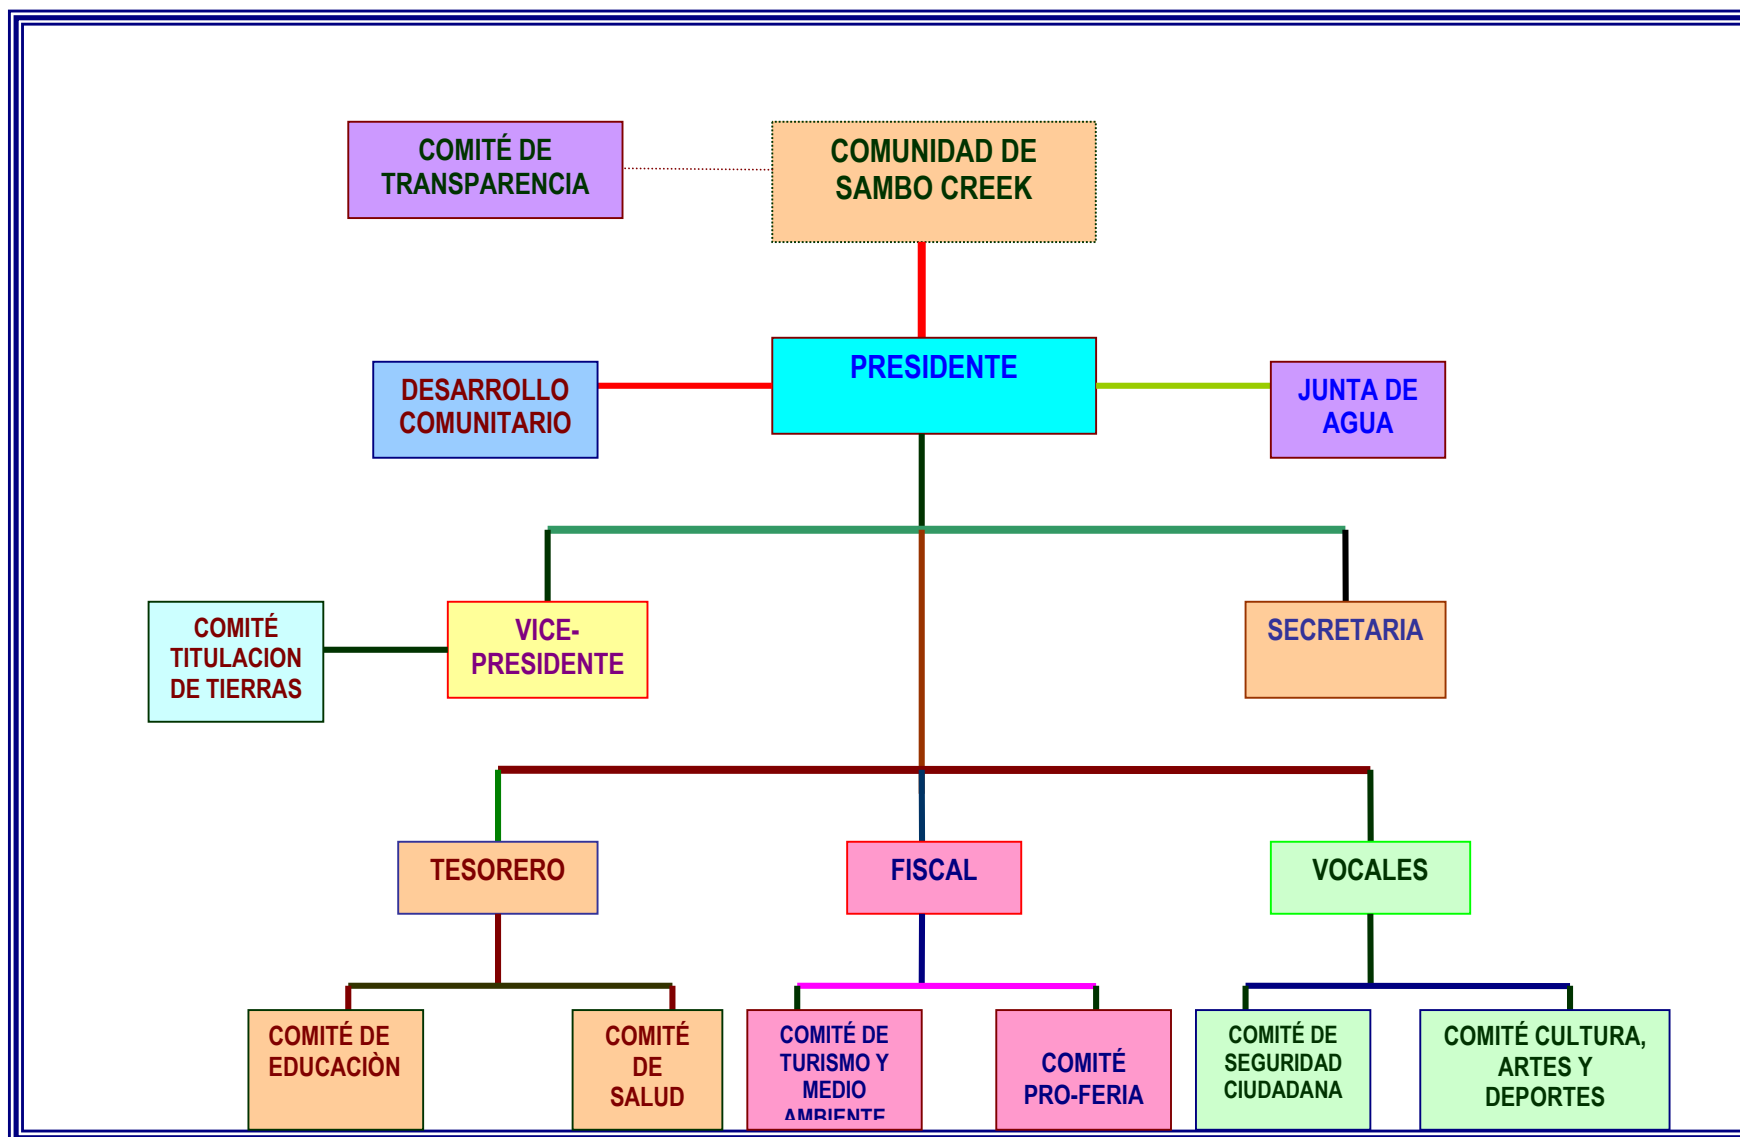 COMITÉ DE
TRANSPARENCIA
COMUNIDAD DE
SAMBO CREEK
DESARROLLO
COMUNITARIO
PRESIDENTE
JUNTA DE
AGUA
COMITÉ
TITULACION
DE TIERRAS
VICE-
PRESIDENTE
SECRETARIA
TESORERO
FISCAL
VOCALES
COMITÉ DE
EDUCACIÒN
COMITÉ
DE
SALUD
COMITÉ DE
TURISMO Y
MEDIO
AMBIENTE
COMITÉ
PRO-FERIA
COMITÉ DE
SEGURIDAD
CIUDADANA
COMITÉ CULTURA,
ARTES Y
DEPORTES